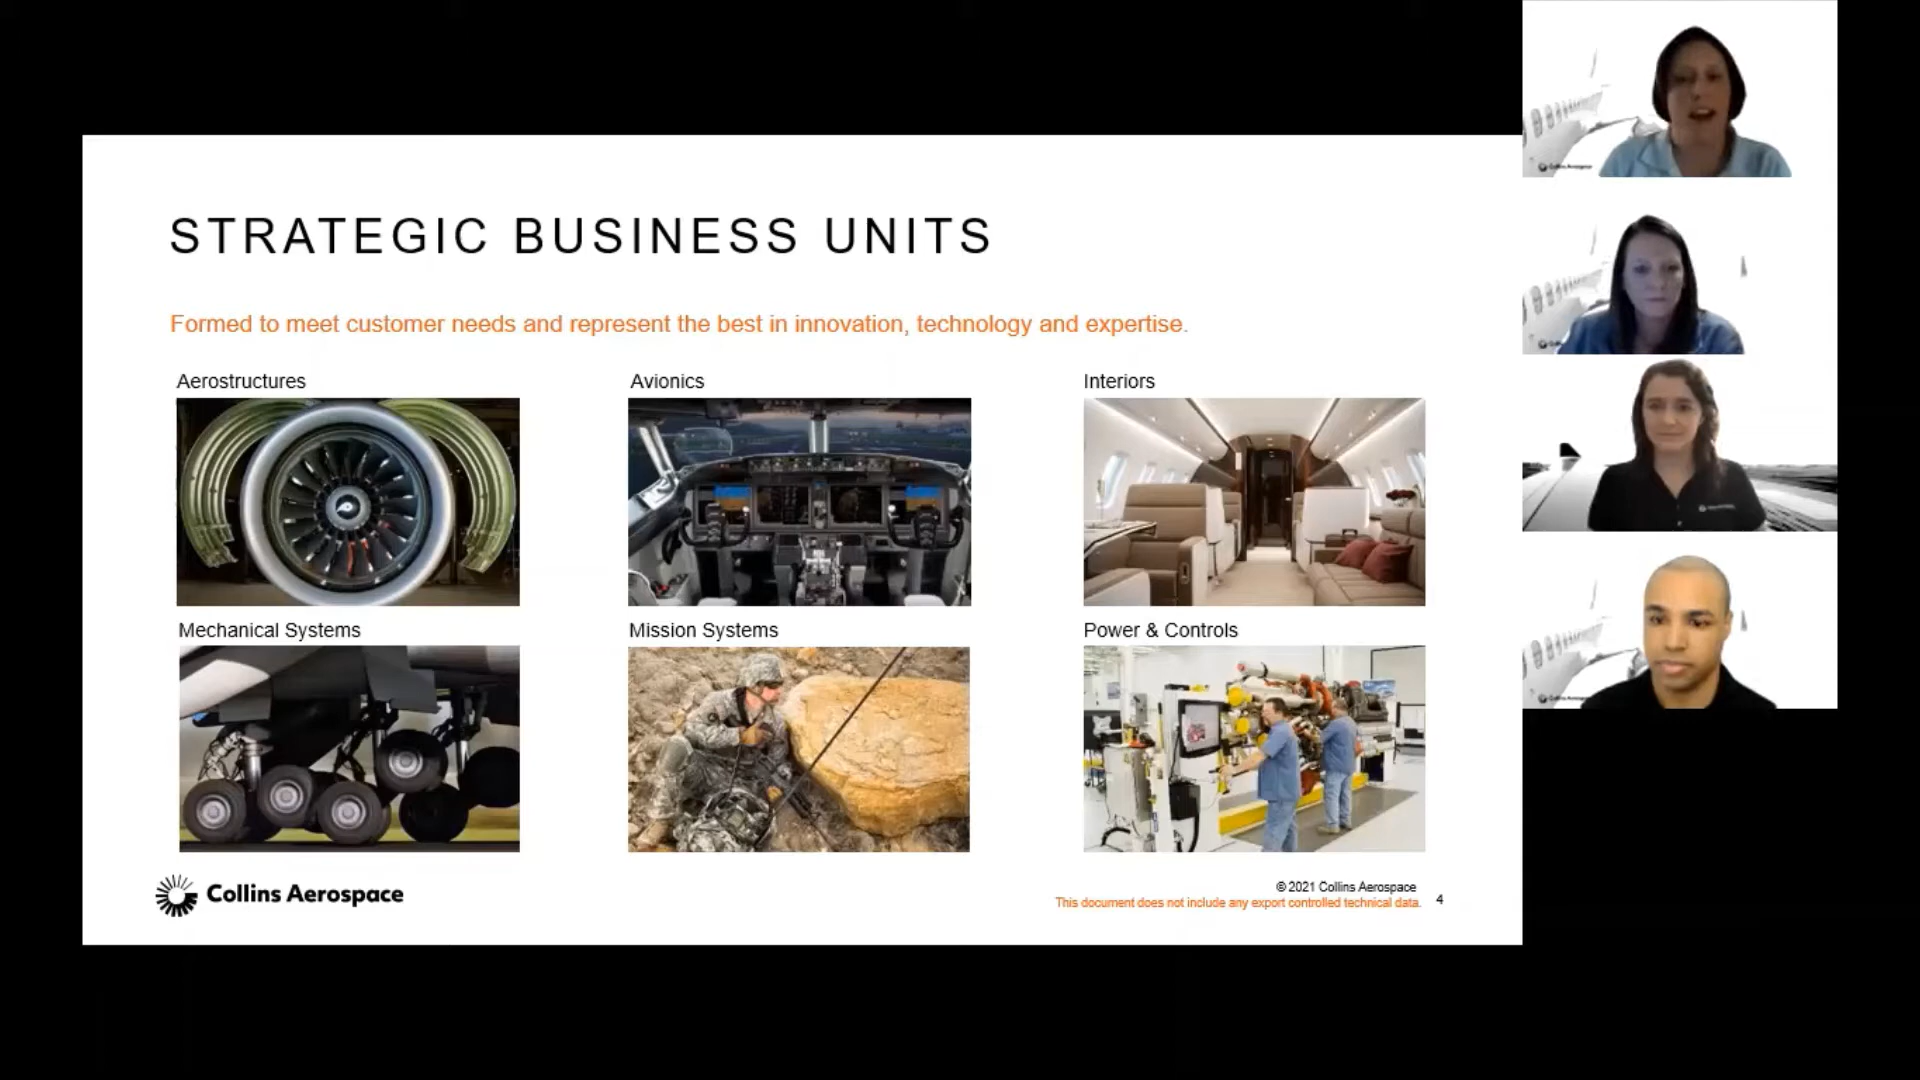 STRATEGIC BUSINESS UNITS
Formed to meet customer needs and represent the best in innovation, technology and expertise.
Aerostructures
Avionics
Interiors
Mechanical Systems
Mission Systems
Power & Controls
Collins Aerospace
© 2021 Collins Aerospace
This document does not include any export controlled technical data.
4